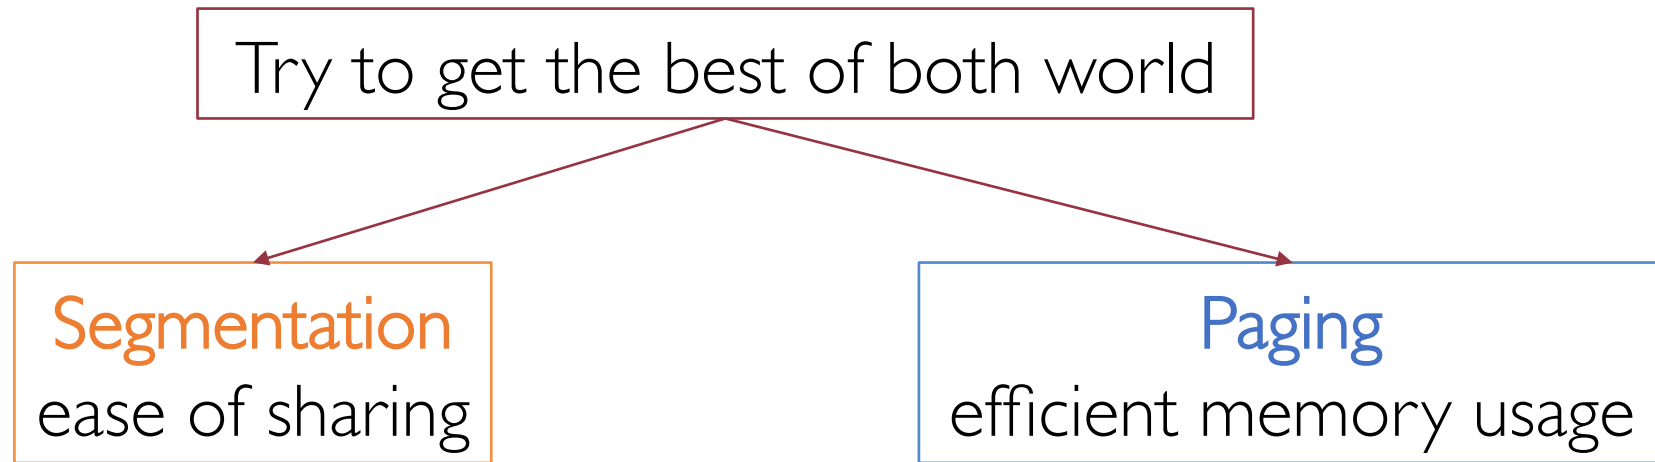 Try to get the best of both world
Segmentation
ease of sharing
Paging
efficient memory usage